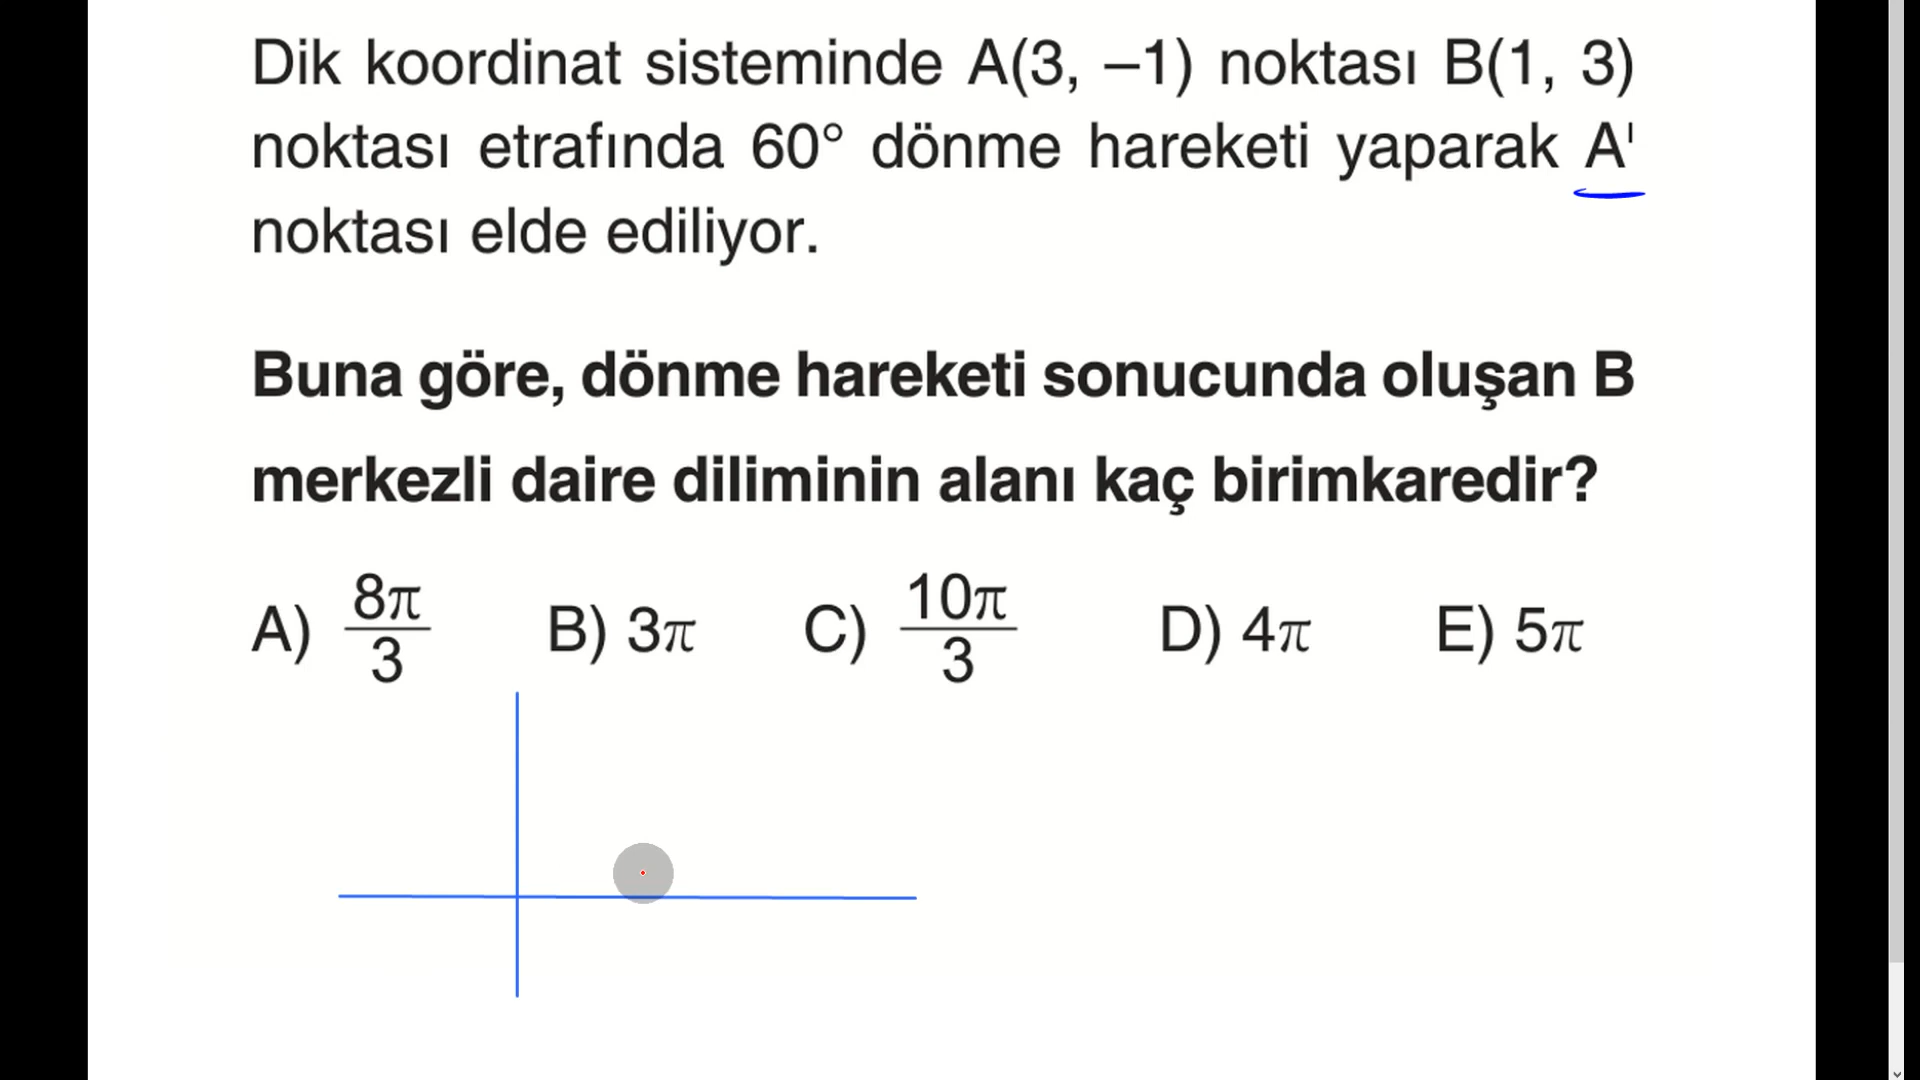 Dik koordinat sisteminde A(3, –1) noktası B(1, 3)
noktası etrafında 60° dönme hareketi yaparak A'
noktası elde ediliyor.
Buna göre, dönme hareketi sonucunda oluşan B
merkezli daire diliminin alanı kaç birimkaredir?
A) 8π/3 B) 3π C) 10π/3 D) 4π E) 5π